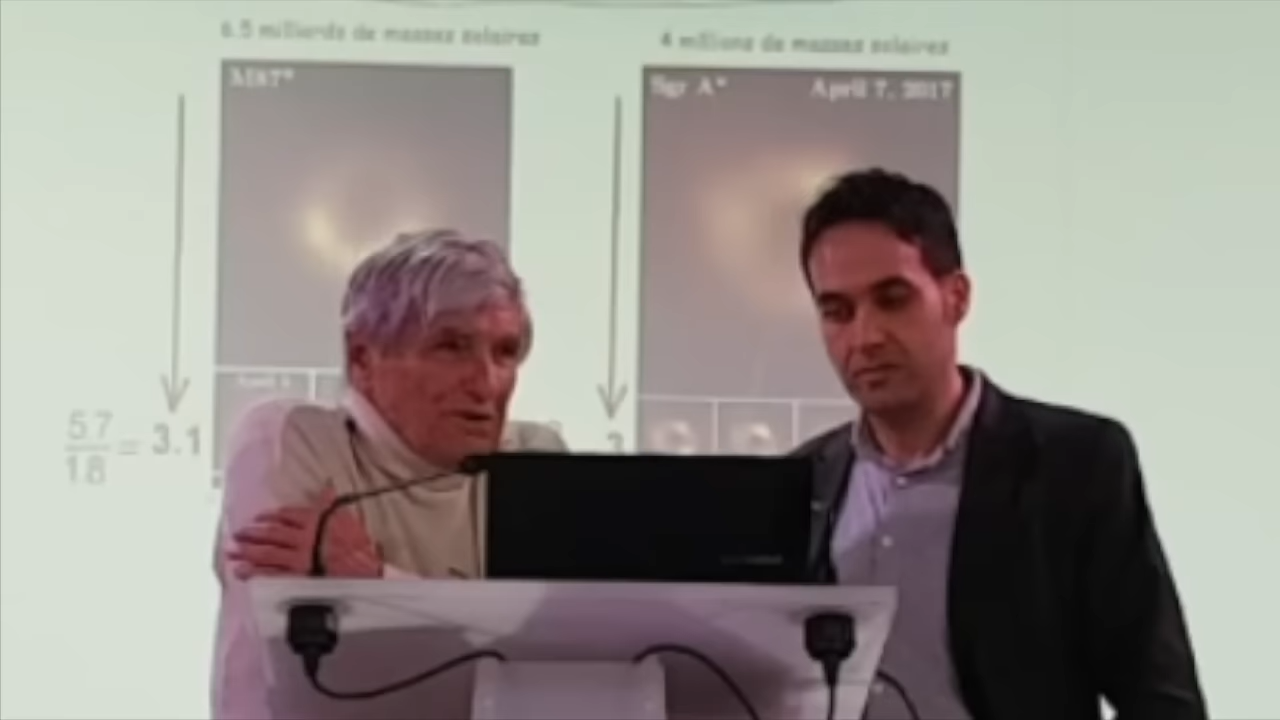 6.5 milliards de masses solaires
4 millions de masses solaires
M87*
Sgr A*
April 7, 2017
57
18
= 3.1
3